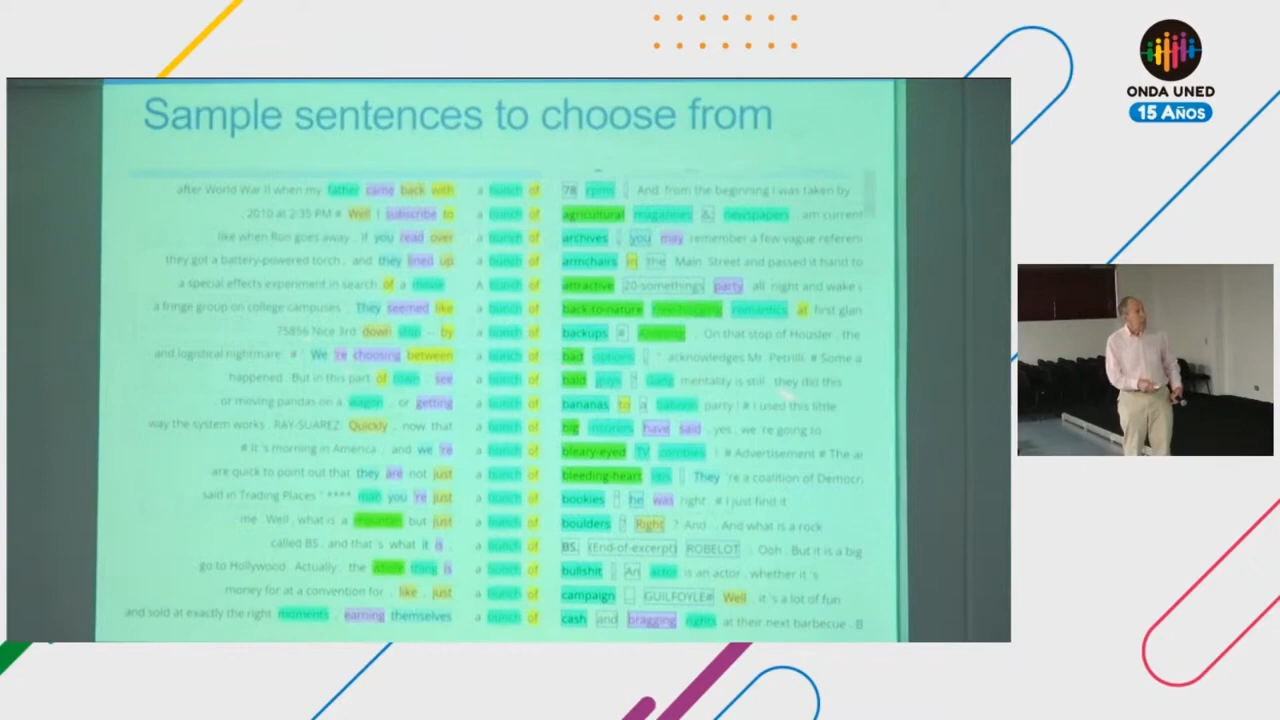 ONDA UNED
15 AÑOS
Sample sentences to choose from
after World War II when my father came back with a bunch of 78 rpms . And from the beginning I was taken by
, 2010 at 2:35 PM # Well I subscribe to a bunch of agricultural magazines & newspapers . am current
like when Ron goes away . If you read over a bunch of archives , you may remember a few vague referen
they got a battery-powered torch , and they lined up a bunch of armchairs in the Main Street and passed it hand to
a special effects experiment in search of a movie A bunch of attractive 20-somethings party all night and wake
a fringe group on college campuses They seemed like a bunch of back-to-nature romantics at first glan
75856 Nice 3rd down stop -- by a bunch of backups # On that stop of Housler , the
and logistical nightmare . # " We 're choosing between a bunch of bad options , " acknowledges Mr. Petrilli . # Some a
happened . But in this part of town , see a bunch of bald guys " Gang mentality is still , they did this
, or moving pandas on a wagon , or getting a bunch of bananas to a baboon party ! # I used this little
way the system works . RAY-SUAREZ Quickly , now that a bunch of big insurers have said , yes , we 're going to
# It 's morning in America , and we 're a bunch of bleary-eyed TV zombies ! # Advertisement # The ar
are quick to point out that they are not just a bunch of bleeding-heart libs . They 're a coalition of Democra
said in Trading Places " **** man you 're just a bunch of bookies " he was right # I just find it
me . Well , what is a mountain but just a bunch of boulders ? Right ? And . And what is a rock
called BS , and that 's what it is , a bunch of BS. (End-of-excerpt) ROBELOT : Ooh . But it is a big
go to Hollywood . Actually , the whole thing is a bunch of bullshit . An actor is an actor , whether it 's
money for at a convention for , like , just a bunch of campaign . GUILFOYLE# Well , it 's a lot of fun
and sold at exactly the right moments , earning themselves a bunch of cash and bragging rights at their next barbecue . B